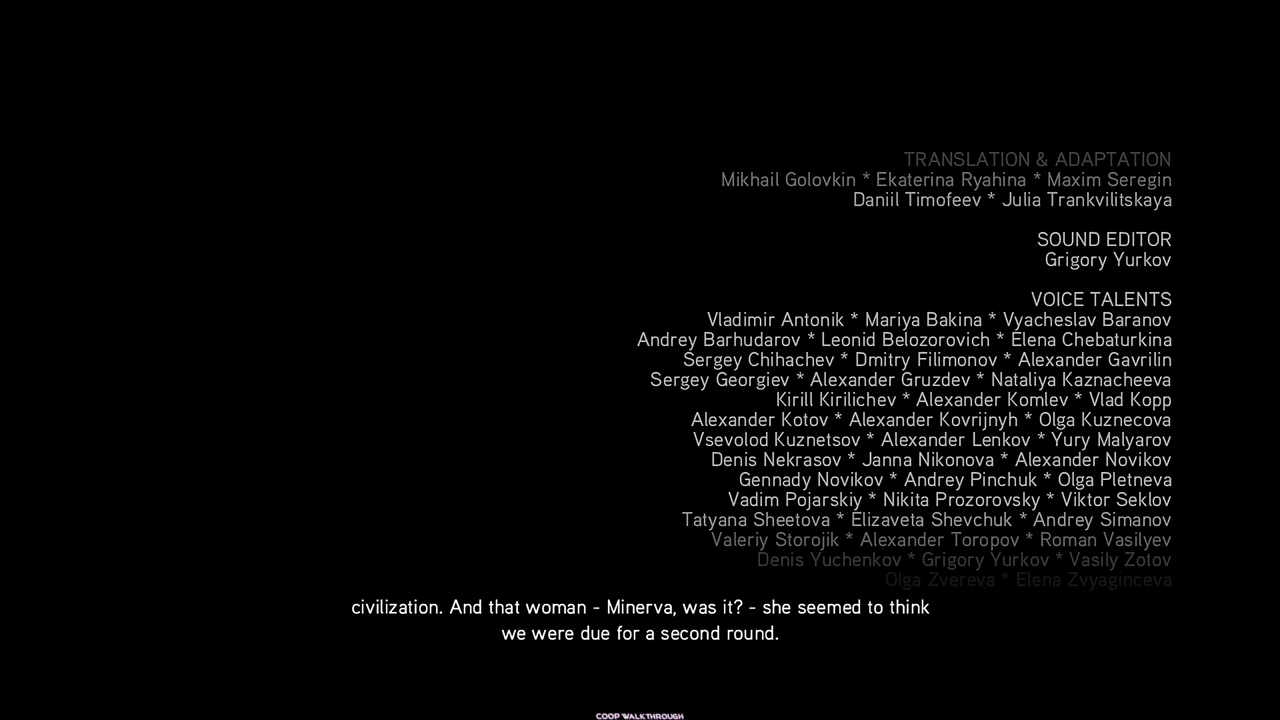 TRANSLATION & ADAPTATION
Mikhail Golovkin * Ekaterina Ryahina * Maxim Seregin
Daniil Timofeev * Julia Trankvilitskaya
SOUND EDITOR
Grigory Yurkov
VOICE TALENTS
Vladimir Antonik * Mariya Bakina * Vyacheslav Baranov
Andrey Barhudarov * Leonid Belozorovich * Elena Chebaturkina
Sergey Chihachev * Dmitry Filimonov * Alexander Gavrilin
Sergey Georgiev * Alexander Gruzdev * Nataliya Kaznacheeva
Kirill Kirilichev * Alexander Komlev * Vlad Kopp
Alexander Kotov * Alexander Kovrijnyh * Olga Kuznecova
Vsevolod Kuznetsov * Alexander Lenkov * Yury Malyarov
Denis Nekrasov * Janna Nikonova * Alexander Novikov
Gennady Novikov * Andrey Pinchuk * Olga Pletneva
Vadim Pojarskiy * Nikita Prozorovsky * Viktor Seklov
Tatyana Sheetova * Elizaveta Shevchuk * Andrey Simanov
Valeriy Storojik * Alexander Toropov * Roman Vasilyev
Denis Yuchenkov * Grigory Yurkov * Vasily Zotov
Olga Zvereva * Elena Zvyaginceva
civilization. And that woman - Minerva, was it? - she seemed to think
we were due for a second round.
COOP WALKTHROUGH